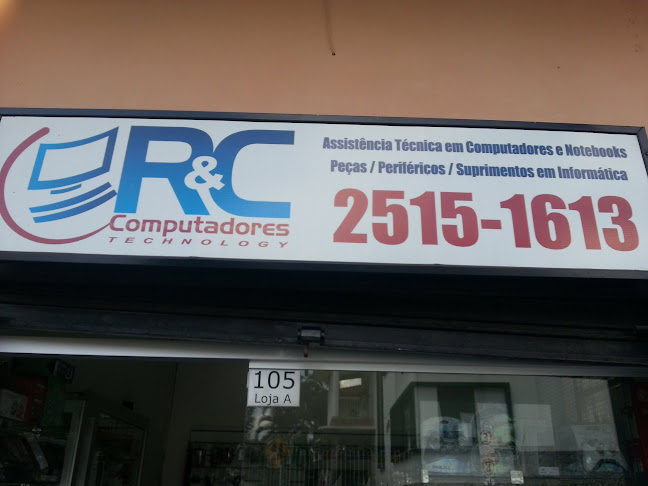 R&C
Computadores
TECHNOLOGY
Assistência Técnica em Computadores e Notebooks
Peças / Periféricos / Suprimentos em Informática
2515-1613
105
Loja A